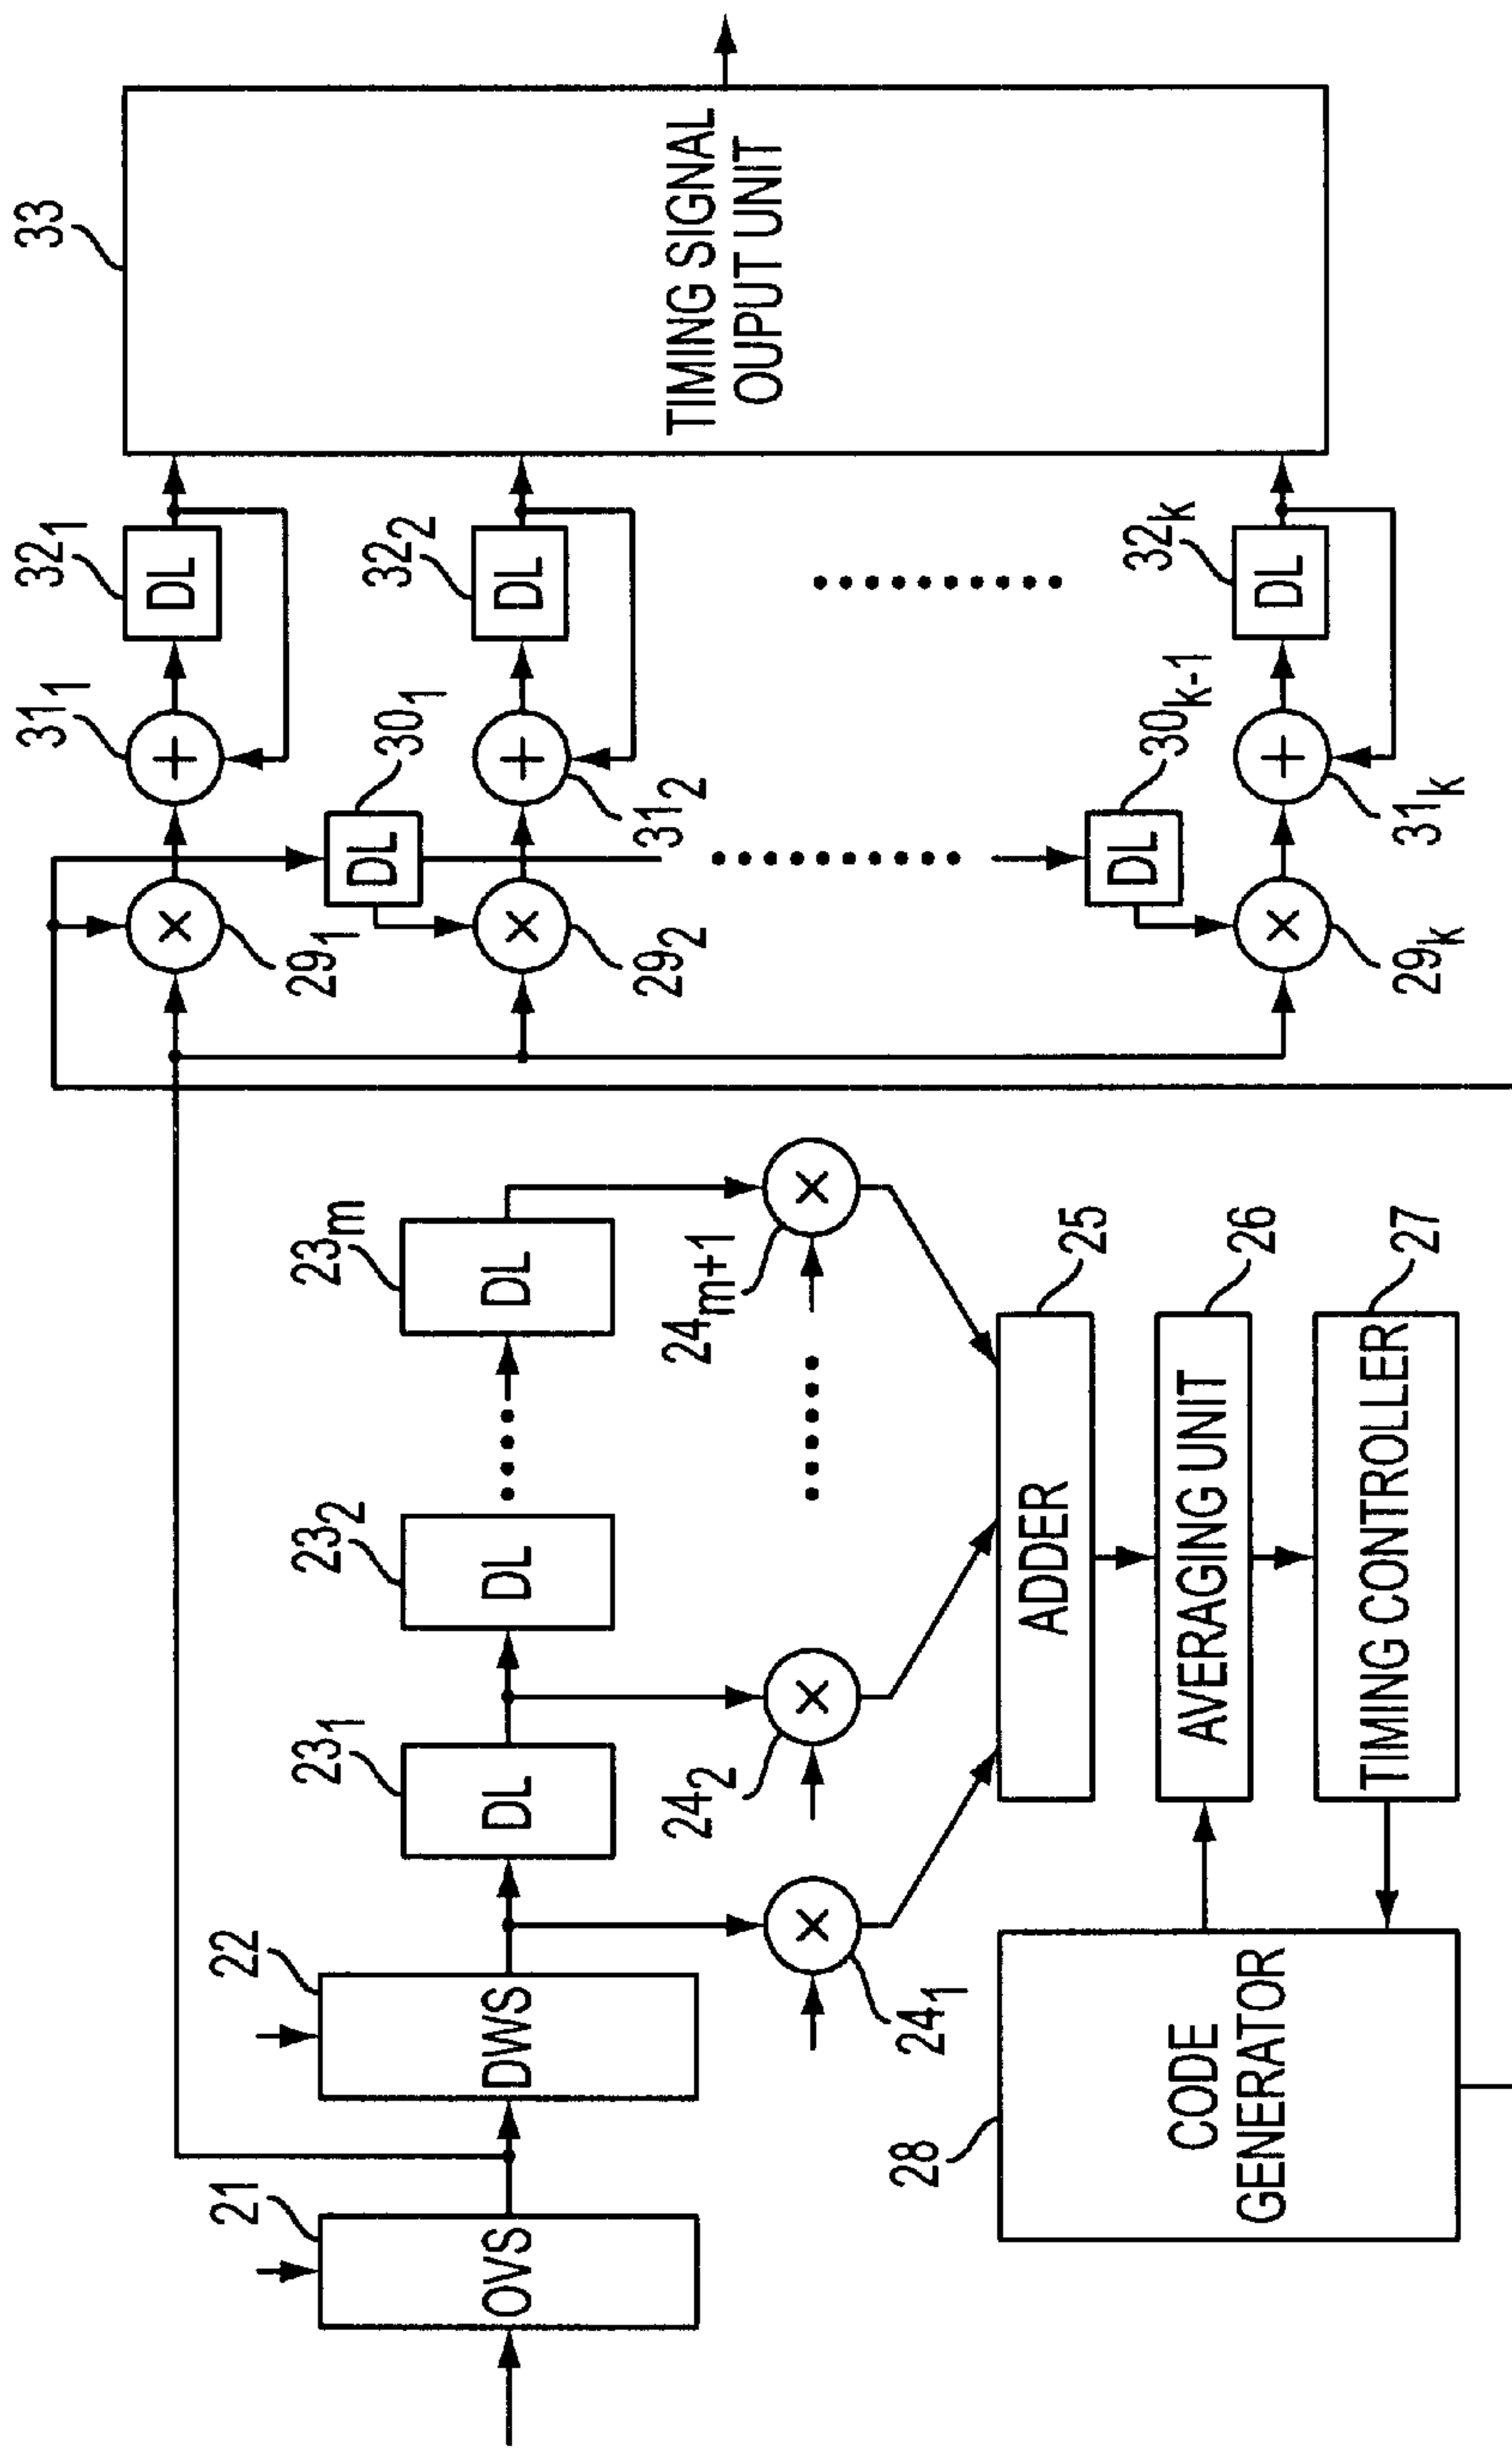 33
TIMING SIGNAL
OUPUT UNIT
32₁
DL
32₂
DL
32ₖ
DL
31₁
+
30₁
DL
31₂
+
30ₖ₋₁
DL
31ₖ
+
29₁
×
29₂
×
29ₖ
×
21
OVS
22
DWS
23₁
DL
23₂
DL
23ₘ
DL
24₁
×
24₂
×
24ₘ₊₁
×
25
ADDER
26
AVERAGING UNIT
27
TIMING CONTROLLER
28
CODE
GENERATOR